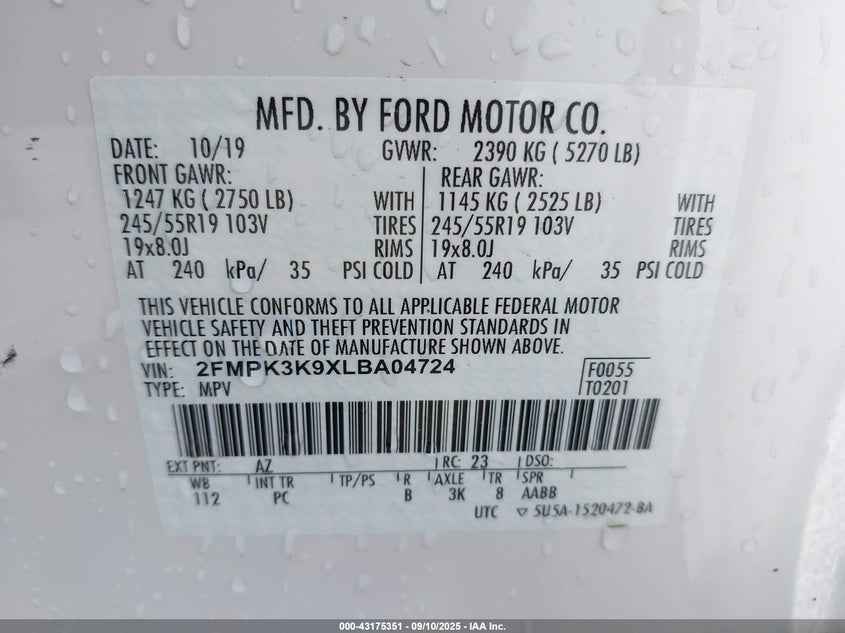 MFD. BY FORD MOTOR CO.
DATE: 10/19 GVWR: 2390 KG ( 5270 LB)
FRONT GAWR: REAR GAWR:
1247 KG ( 2750 LB) WITH 1145 KG ( 2525 LB) WITH
245/55R19 103V TIRES 245/55R19 103V TIRES
19x8.0J RIMS 19x8.0J RIMS
AT 240 kPa/ 35 PSI COLD AT 240 kPa/ 35 PSI COLD
THIS VEHICLE CONFORMS TO ALL APPLICABLE FEDERAL MOTOR
VEHICLE SAFETY AND THEFT PREVENTION STANDARDS IN
EFFECT ON THE DATE OF MANUFACTURE SHOWN ABOVE.
VIN: 2FMPK3K9XLBA04724 F0055
TYPE: MPV T0201
EXT PNT: AZ RC: 23 DSO:
WB INT TR TP/PS R AXLE TR SPR
112 PC B 3K 8 AABB
UTC ▽ 5U5A-1520472-BA
000-43175351 - 09/10/2025 - IAA Inc.